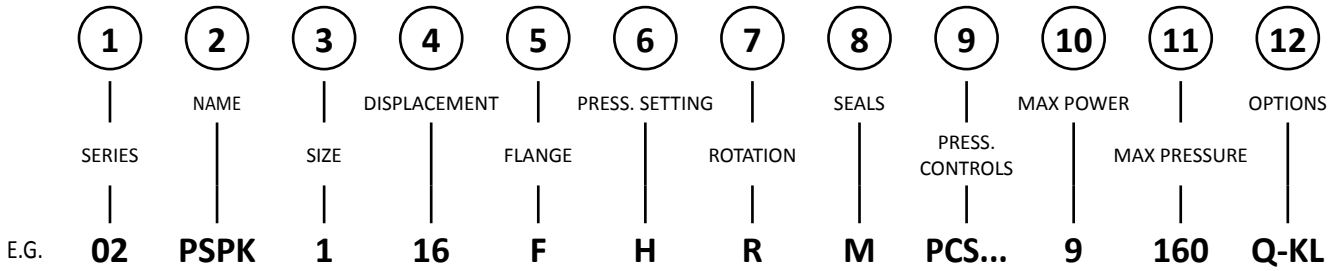 1 2 3 4 5 6 7 8 9 10 11 12
NAME DISPLACEMENT PRESS. SETTING SEALS MAX POWER OPTIONS
SERIES SIZE FLANGE ROTATION PRESS. CONTROLS MAX PRESSURE
E.G. 02 PSPK 1 16 F H R M PCS... 9 160 Q-KL